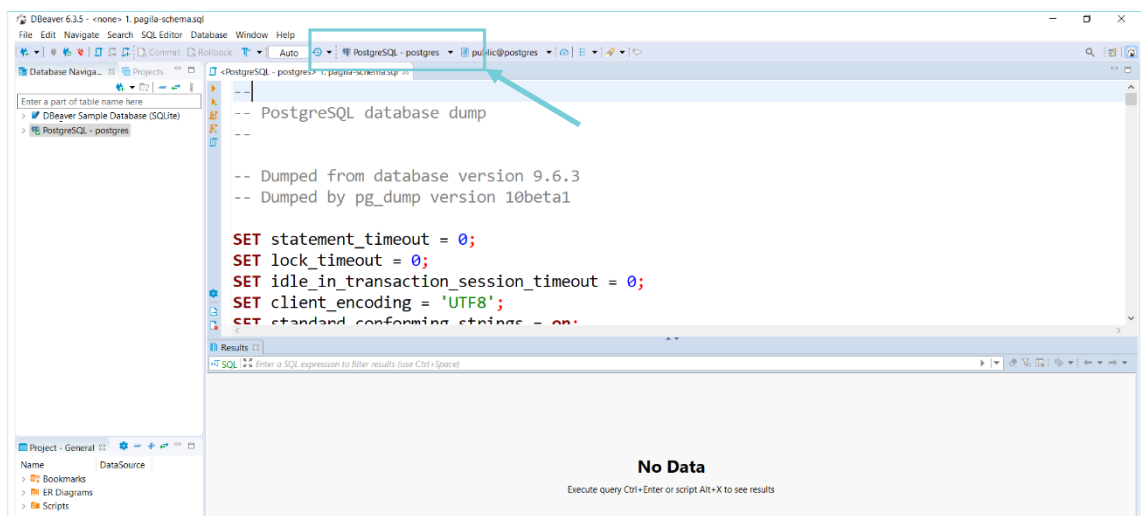 DBeaver 6.3.5 - <none> 1. pagila-schema.sql
File Edit Navigate Search SQL Editor Database Window Help
Commit Rollback T Auto PostgreSQL - postgres public@postgres
Database Naviga... Projects
<PostgreSQL - postgres> 1. pagila-schema.sql
Enter a part of table name here
DBeaver Sample Database (SQLite)
PostgreSQL - postgres
--
-- PostgreSQL database dump
--
-- Dumped from database version 9.6.3
-- Dumped by pg_dump version 10beta1
SET statement_timeout = 0;
SET lock_timeout = 0;
SET idle_in_transaction_session_timeout = 0;
SET client_encoding = 'UTF8';
SET standard_conforming_strings = on;
Results
SQL Enter a SQL expression to filter results (use Ctrl+Space)
No Data
Execute query Ctrl+Enter or script Alt+X to see results
Project - General
Name DataSource
Bookmarks
ER Diagrams
Scripts